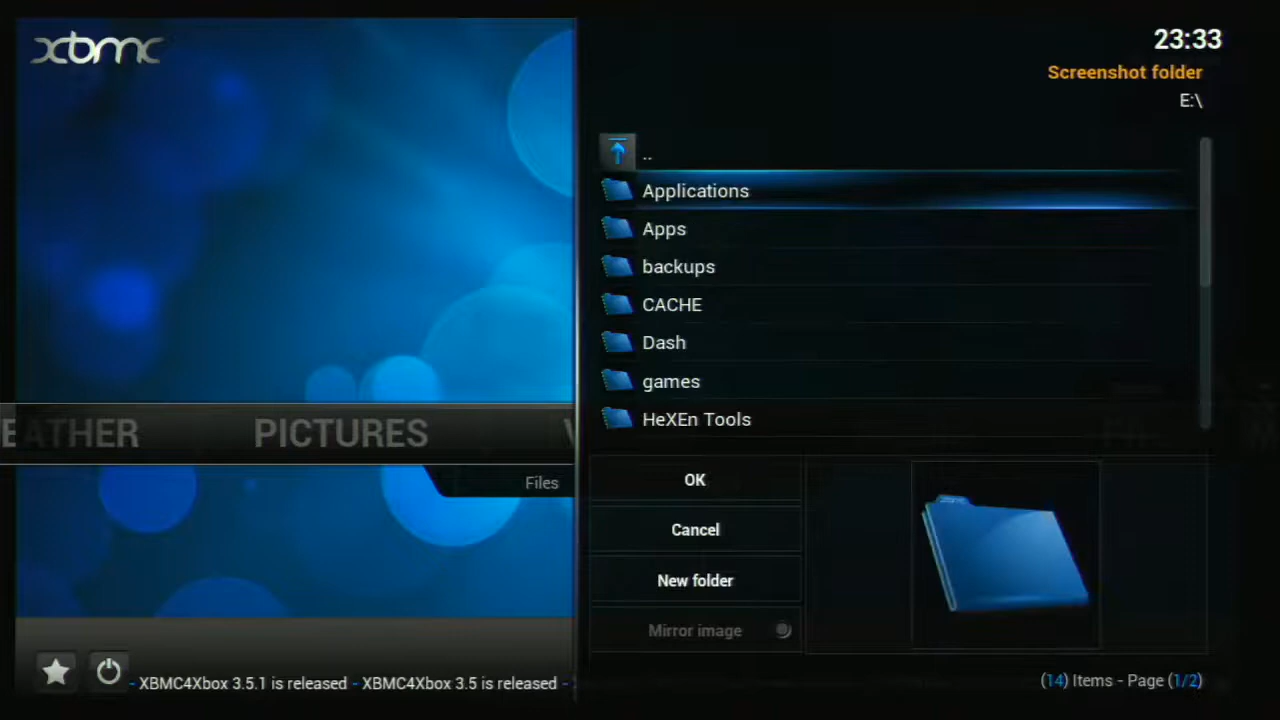 xbmc
23:33
Screenshot folder
E:\
..
Applications
Apps
backups
CACHE
Dash
games
HeXEn Tools
EATHER
PICTURES
Files
OK
Cancel
New folder
Mirror image
- XBMC4Xbox 3.5.1 is released - XBMC4Xbox 3.5 is released -
(14) Items - Page (1/2)